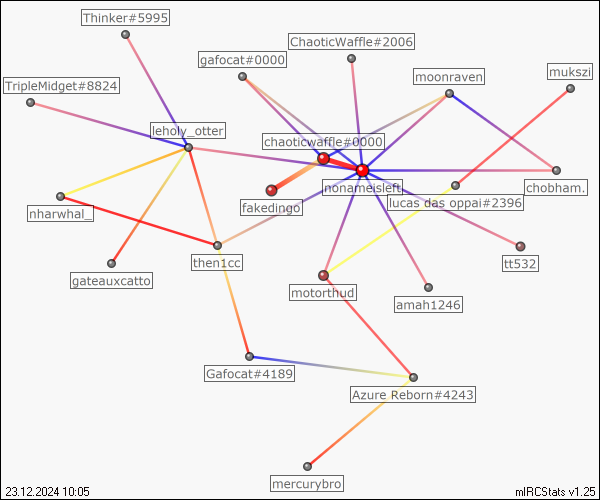 Thinker#5995
ChaoticWaffle#2006
gafocat#0000
mukszi
moonraven
TripleMidget#8824
leholy_otter
chaoticwaffle#0000
nonameisleft
chobham.
lucas das oppai#2396
fakedingo
nharwhal_
then1cc
tt532
gateauxcatto
motorthud
amah1246
Gafocat#4189
Azure Reborn#4243
mercurybro
23.12.2024 10:05
mIRCStats v1.25